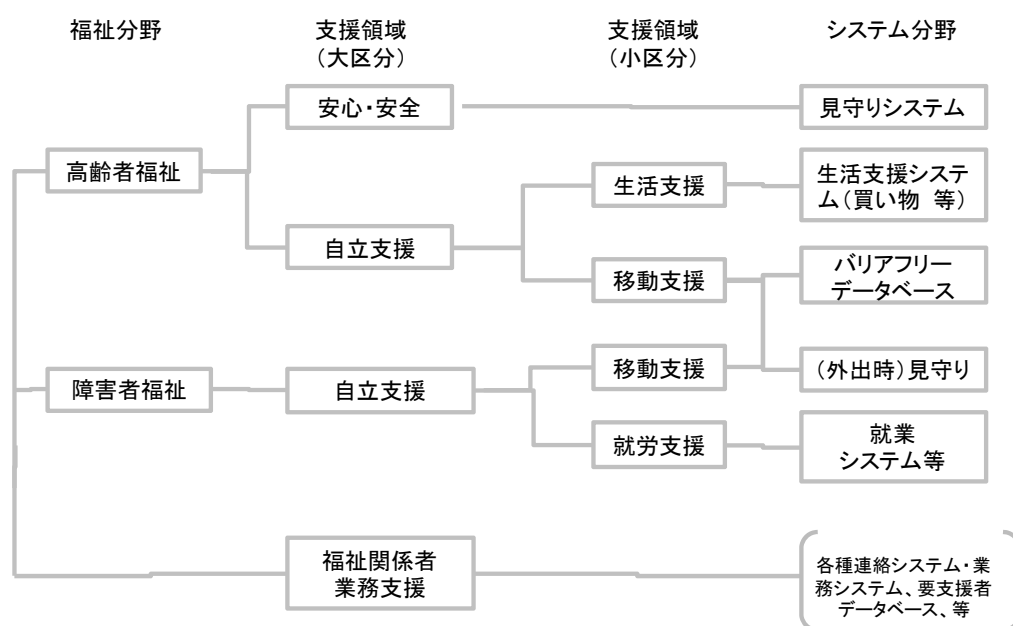 福祉分野
支援領域
（大区分）
支援領域
（小区分）
システム分野
安心・安全
見守りシステム
高齢者福祉
生活支援
生活支援システ
ム（買い物 等）
自立支援
移動支援
バリアフリー
データベース
障害者福祉
自立支援
移動支援
（外出時）見守り
就労支援
就業
システム等
福祉関係者
業務支援
各種連絡システム・業
務システム、要支援者
データベース、等